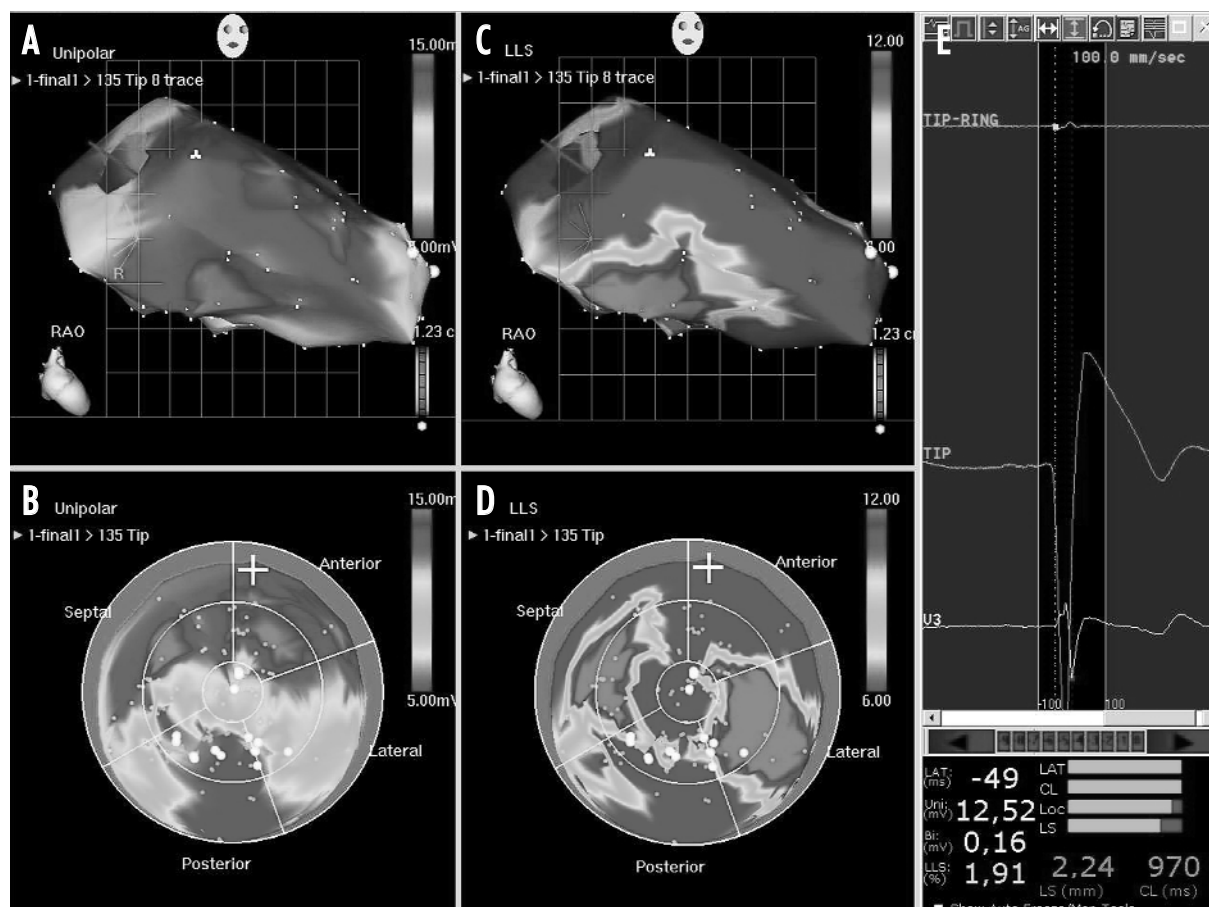 A
Unipolar
1-final1 > 135 Tip 8 trace
15.00m
R
RAO
1.23 c
C
LLS
1-final1 > 135 Tip 8 trace
12.00
RAO
1.23 c
B
Unipolar
1-final1 > 135 Tip
15.00m
Anterior
Septal
Lateral
Posterior
5.00m
D
LLS
1-final1 > 135 Tip
12.00
Anterior
Septal
Lateral
Posterior
6.00
E
AG
100.0 mm/sec
TIP-RING
TIP
V3
-100
100
LAT: (ms) -49
Uni: (mV) 12,52
Bi: (mV) 0,16
LLS: (%) 1,91
LAT
CL
Loc
LS
2,24 970
LS (mm) CL (ms)